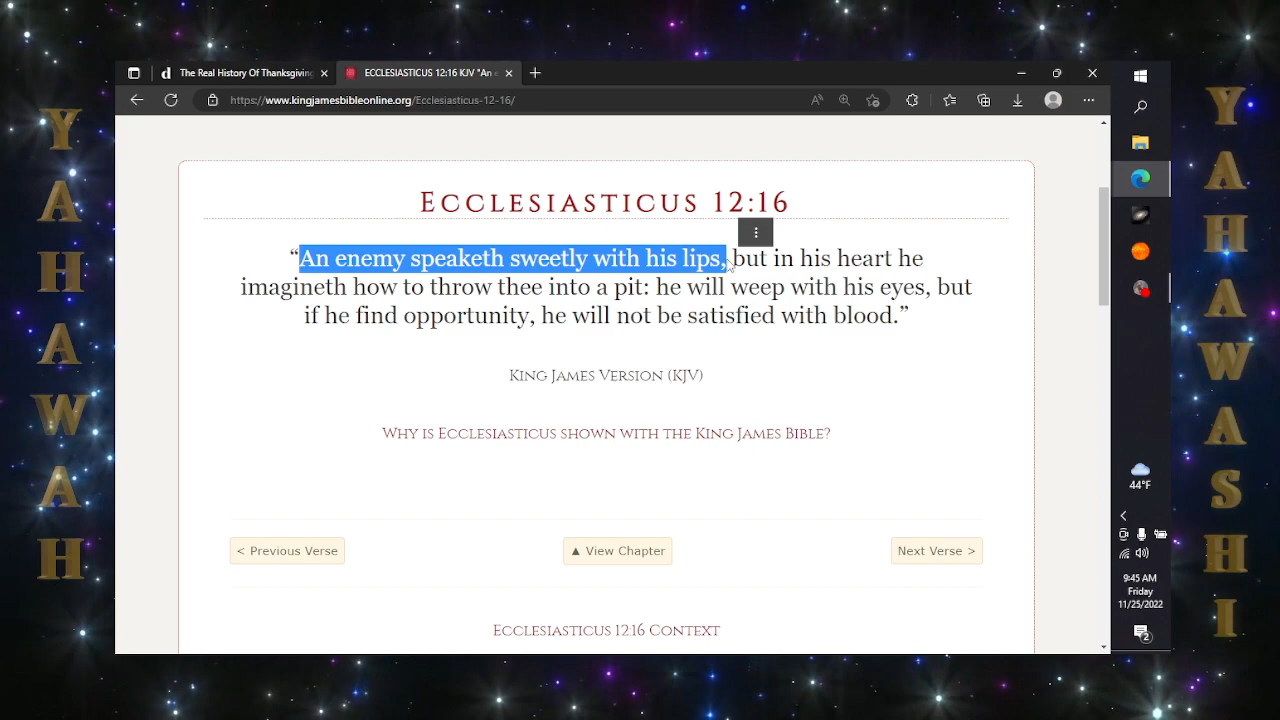 YAHAWAH
The Real History Of Thanksgiving
ECCLESIASTICUS 12:16 KJV "An e
https://www.kingjamesbibleonline.org/Ecclesiasticus-12-16/
Ecclesiasticus 12:16
“An enemy speaketh sweetly with his lips, but in his heart he
imagineth how to throw thee into a pit: he will weep with his eyes, but
if he find opportunity, he will not be satisfied with blood.”
King James Version (KJV)
Why is Ecclesiasticus shown with the King James Bible?
< Previous Verse
▲ View Chapter
Next Verse >
Ecclesiasticus 12:16 Context
44°F
9:45 AM
Friday
11/25/2022
2
YAHAWASHI